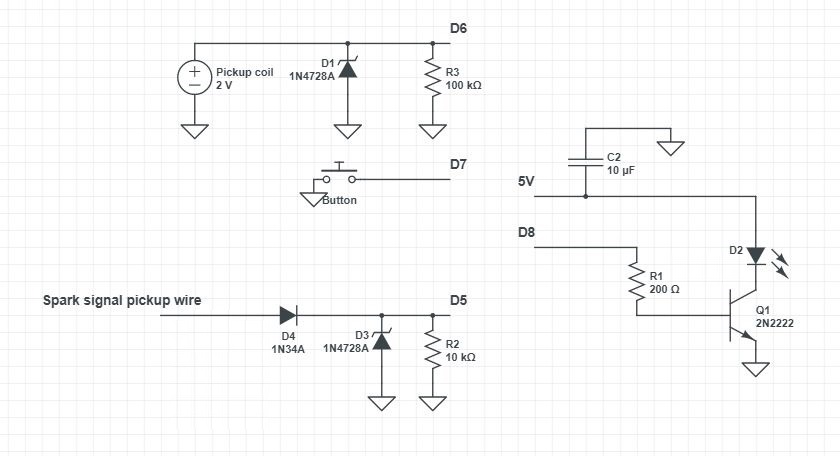 D6
D1
1N4728A
Pickup coil
2 V
R3
100 kΩ
C2
10 µF
D7
5V
Button
D8
D2
R1
200 Ω
Spark signal pickup wire
D5
Q1
2N2222
D4
1N34A
D3
1N4728A
R2
10 kΩ